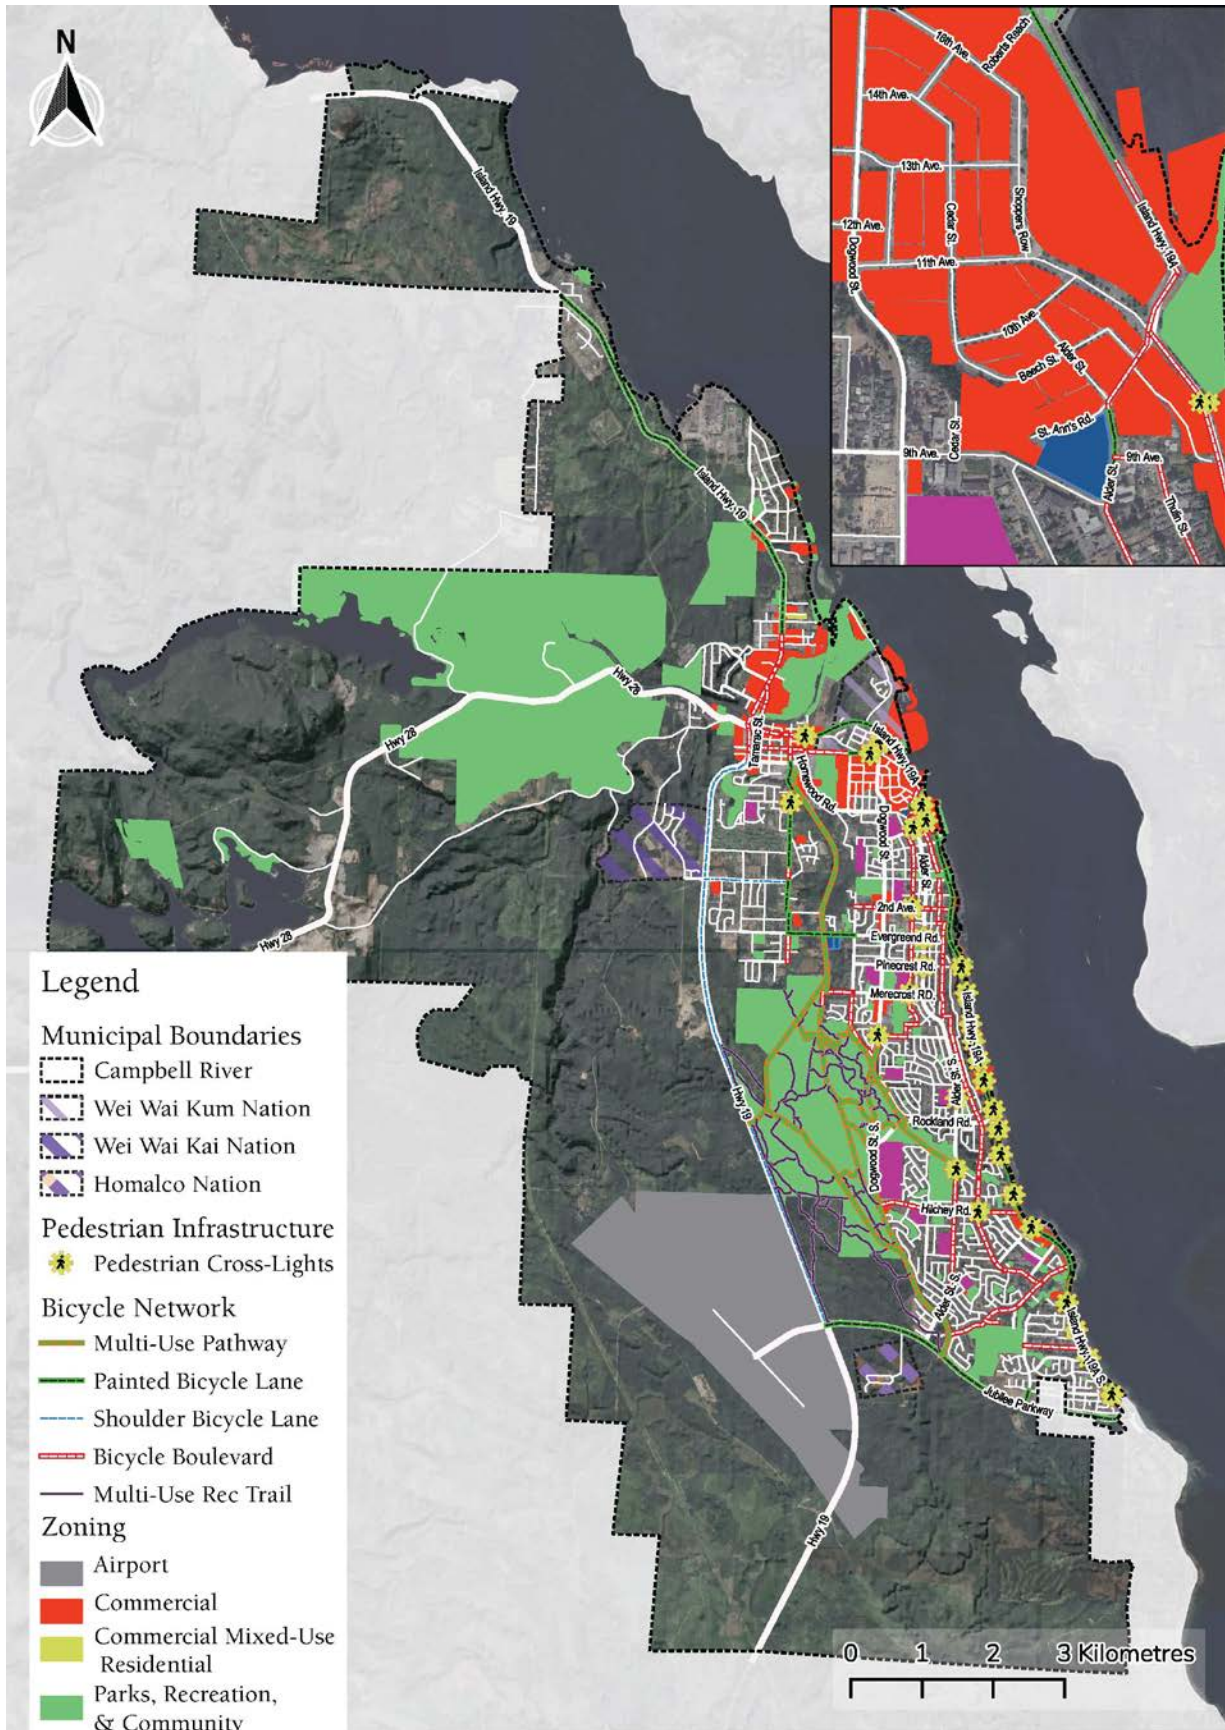 N
16th Ave.
Roberts Reach
14th Ave.
13th Ave.
Cedar St.
Shoppers Row
Island Hwy. 19A
12th Ave.
Dogwood St.
11th Ave.
10th Ave.
Alder St.
Beech St.
St. Ann's Rd.
Cedar St.
9th Ave.
9th Ave.
Alder St.
Thulin St.
Island Hwy. 19
Island Hwy. 19
Hwy 28
Hwy 28
Hwy 28
Tamarac St.
Homewood Rd.
Island Hwy. 19A
Dogwood St.
Alder St.
2nd Ave.
Evergreend Rd.
Pinecrest Rd.
Merecrost RD.
Island Hwy. 19A
Hwy 19
Alder St. S.
Rockland Rd.
Dogwood St. S.
Hilchey Rd.
Alder St. S.
Island Hwy. 19A S.
Jubilee Parkway
Hwy 19
Legend
Municipal Boundaries
Campbell River
Wei Wai Kum Nation
Wei Wai Kai Nation
Homalco Nation
Pedestrian Infrastructure
Pedestrian Cross-Lights
Bicycle Network
Multi-Use Pathway
Painted Bicycle Lane
Shoulder Bicycle Lane
Bicycle Boulevard
Multi-Use Rec Trail
Zoning
Airport
Commercial
Commercial Mixed-Use
Residential
Parks, Recreation,
& Community
0 1 2 3 Kilometres